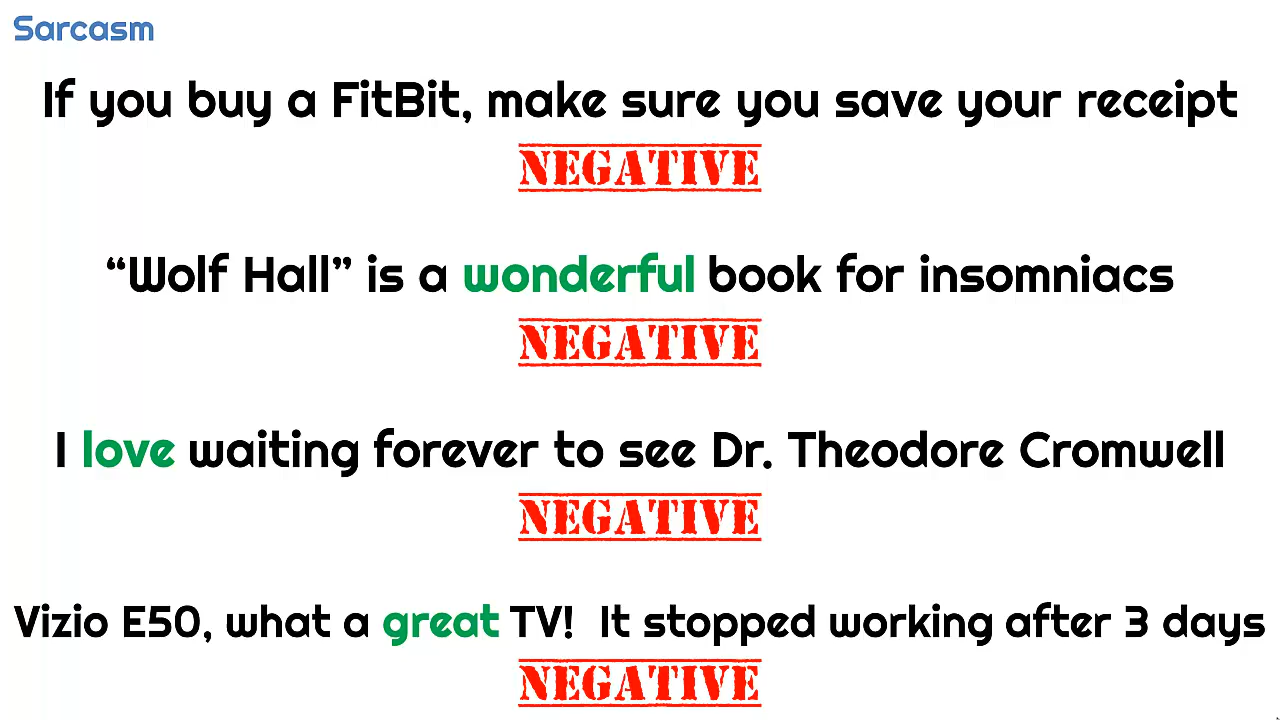 Sarcasm
If you buy a FitBit, make sure you save your receipt
NEGATIVE
“Wolf Hall” is a wonderful book for insomniacs
NEGATIVE
I love waiting forever to see Dr. Theodore Cromwell
NEGATIVE
Vizio E50, what a great TV!  It stopped working after 3 days
NEGATIVE